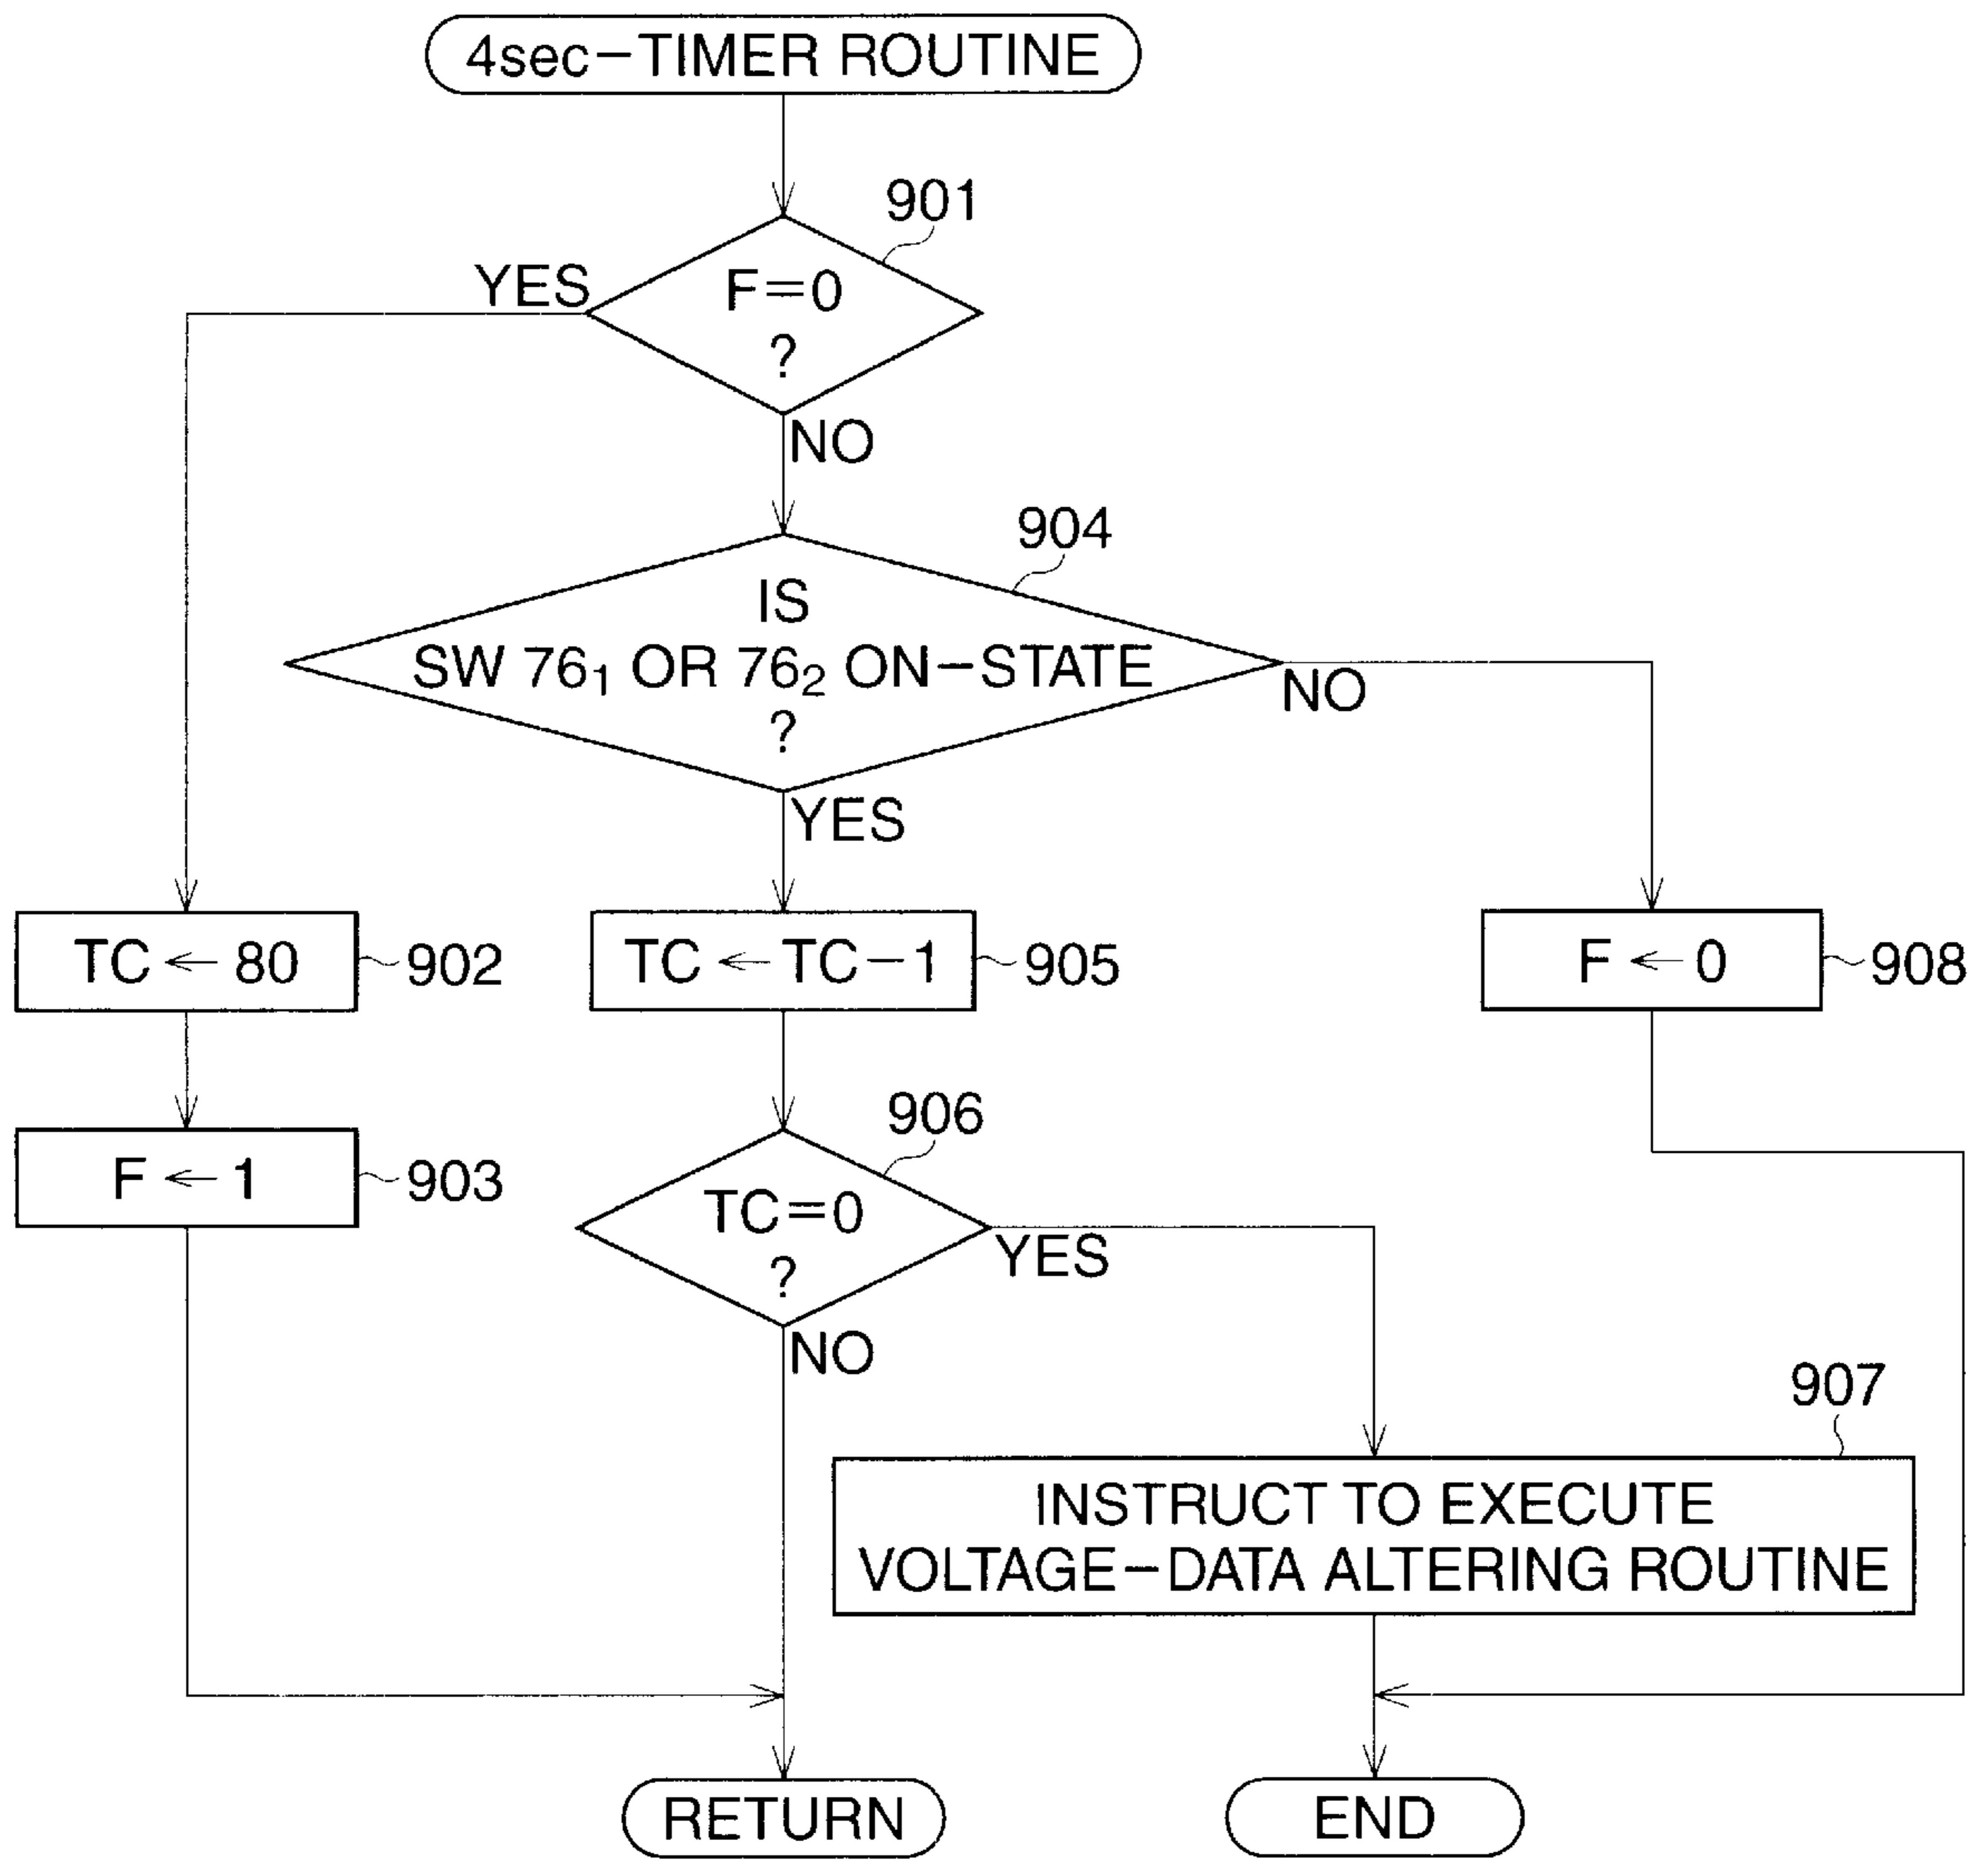 4sec-TIMER ROUTINE
901
F=0
?
YES
NO
904
IS
SW 76₁ OR 76₂ ON-STATE
?
NO
YES
TC ← 80
902
TC ← TC-1
905
F ← 0
908
F ← 1
903
906
TC=0
?
YES
NO
907
INSTRUCT TO EXECUTE
VOLTAGE-DATA ALTERING ROUTINE
RETURN
END